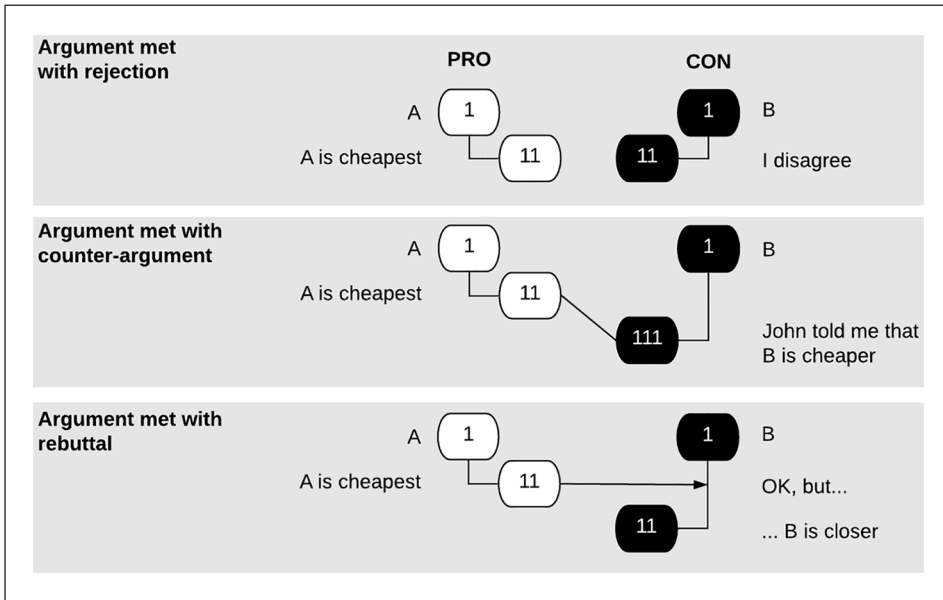 Argument met
with rejection
PRO
CON
A
1
1
B
A is cheapest
11
11
I disagree
Argument met with
counter-argument
A
1
1
B
A is cheapest
11
111
John told me that
B is cheaper
Argument met with
rebuttal
A
1
1
B
A is cheapest
11
OK, but...
11
... B is closer